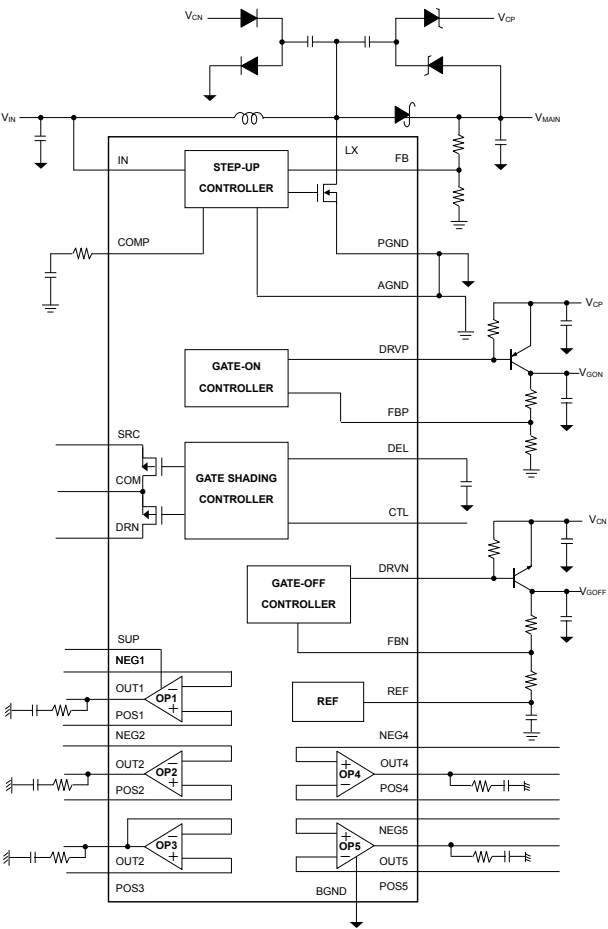 VCN
VCP
VIN
VMAIN
LX
IN
STEP-UP
CONTROLLER
FB
COMP
PGND
AGND
VCP
DRVP
GATE-ON
CONTROLLER
VGON
FBP
SRC
DEL
COM
GATE SHADING
CONTROLLER
CTL
DRN
VCN
DRVN
GATE-OFF
CONTROLLER
VGOFF
FBN
SUP
NEG1
OUT1
OP1
REF
REF
POS1
NEG2
NEG4
OUT2
OP2
OP4
OUT4
POS2
POS4
NEG5
OP3
OP5
OUT2
OUT5
POS3
BGND
POS5